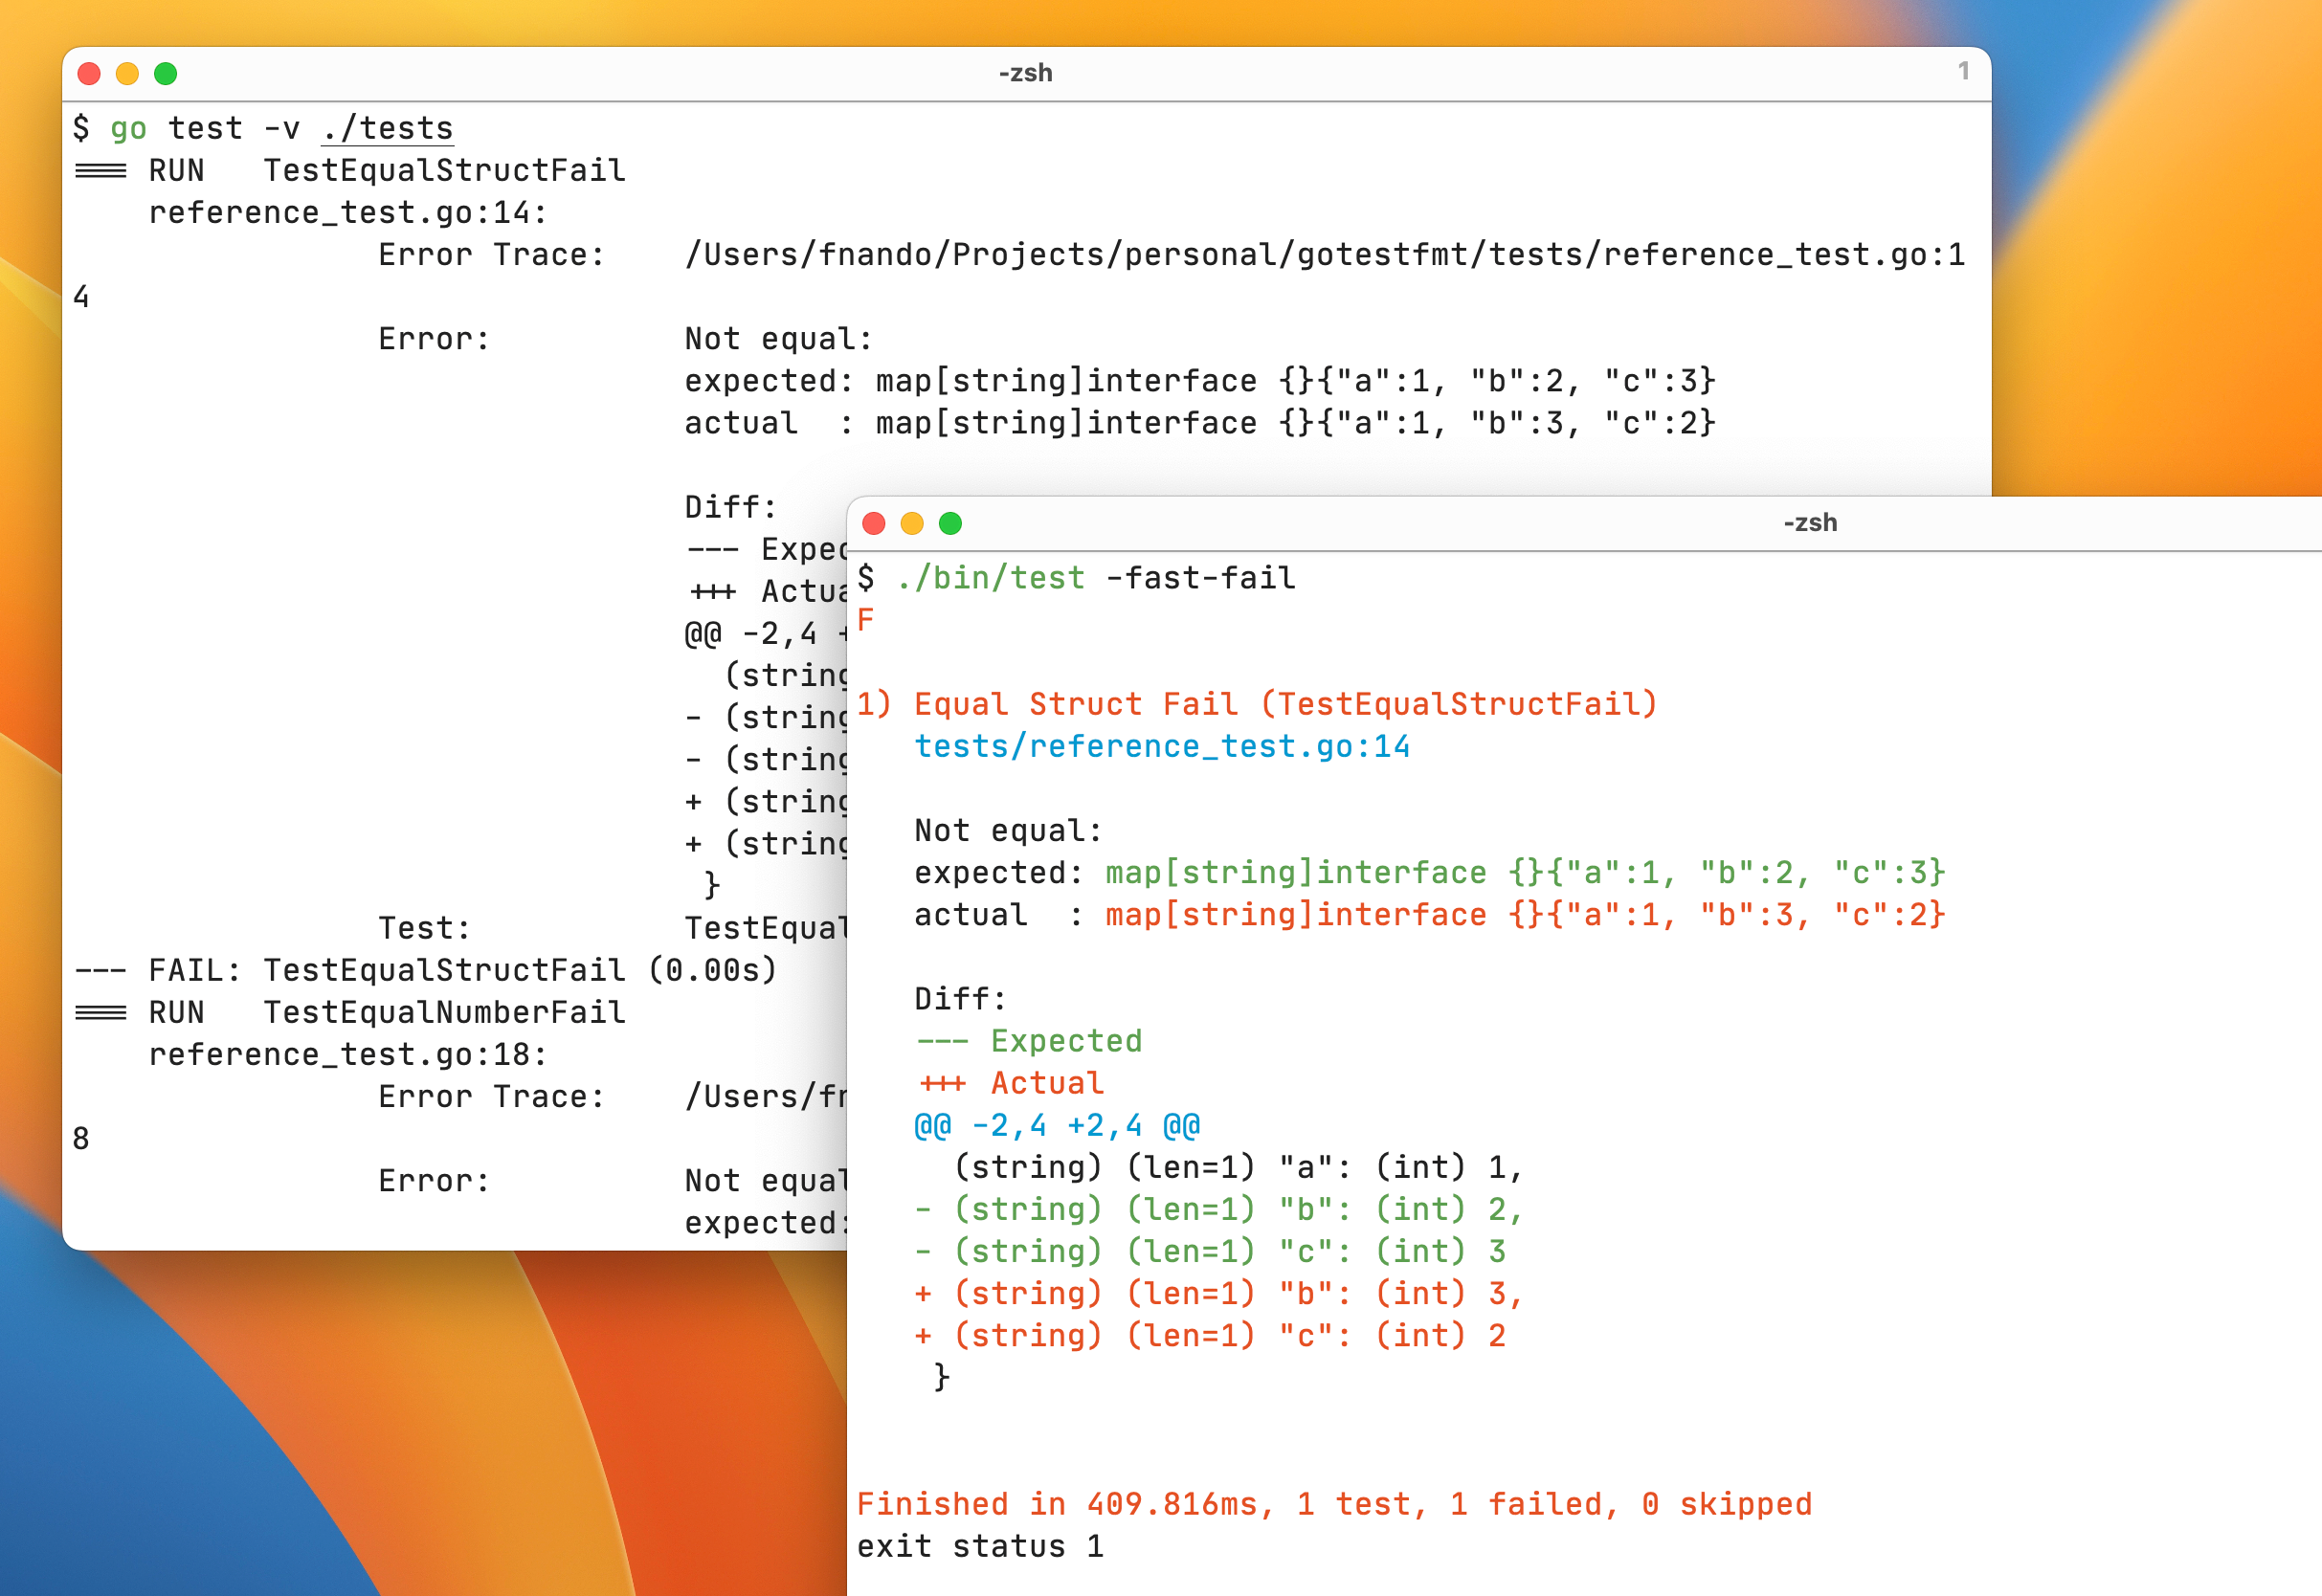 -zsh
1
$ go test -v ./tests
=== RUN   TestEqualStructFail
    reference_test.go:14:
                Error Trace:    /Users/fnando/Projects/personal/gotestfmt/tests/reference_test.go:1
4
                Error:          Not equal:
                                expected: map[string]interface {}{"a":1, "b":2, "c":3}
                                actual  : map[string]interface {}{"a":1, "b":3, "c":2}
                                Diff:
                                ---
                                +++
                                @@ -2,4
                                  (string
                                - (string
                                - (string
                                + (string
                                + (string
                                 }
                Test:           TestEqual
--- FAIL: TestEqualStructFail (0.00s)
=== RUN   TestEqualNumberFail
    reference_test.go:18:
                Error Trace:    /Users/
8
                Error:          Not equal
                                expected:
-zsh
$ ./bin/test -fast-fail
F
1) Equal Struct Fail (TestEqualStructFail)
   tests/reference_test.go:14
   Not equal:
   expected: map[string]interface {}{"a":1, "b":2, "c":3}
   actual  : map[string]interface {}{"a":1, "b":3, "c":2}
   Diff:
   --- Expected
   +++ Actual
   @@ -2,4 +2,4 @@
     (string) (len=1) "a": (int) 1,
   - (string) (len=1) "b": (int) 2,
   - (string) (len=1) "c": (int) 3
   + (string) (len=1) "b": (int) 3,
   + (string) (len=1) "c": (int) 2
    }
Finished in 409.816ms, 1 test, 1 failed, 0 skipped
exit status 1